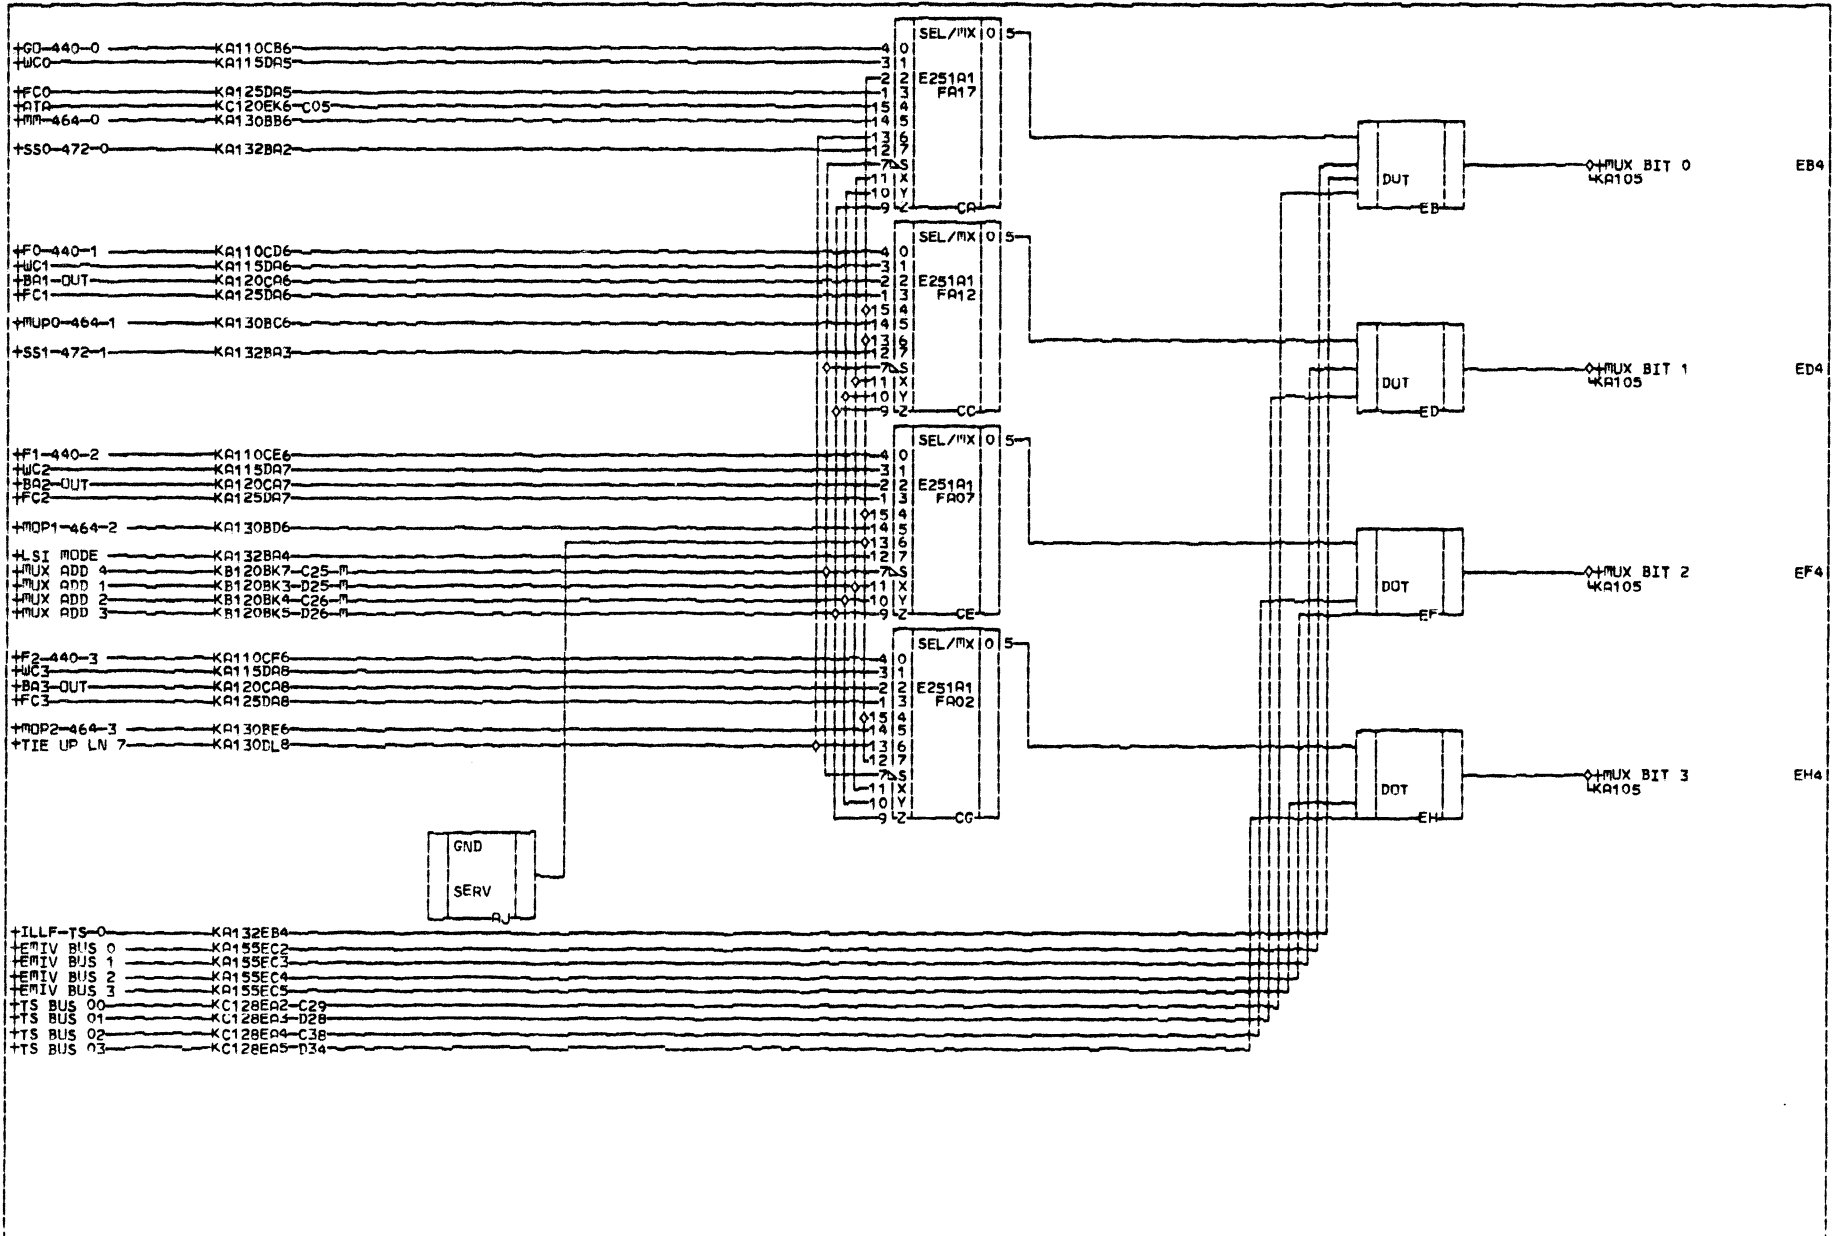 +GO-440-0 KA110CB6 4 0 SEL/MX 0 5
+WC0 KA115DA5 3 1
2 2 E251A1
+FC0 KA125DA5 1 3 FA17
+ATA KC120EK6-C05 15 4
+MM-464-0 KA130BB6 14 5
13 6
+SS0-472-0 KA132BA2 12 7
7 S +MUX BIT 0 EB4
11 X DOT KA105
10 Y
9 Z CA EB
SEL/MX 0 5
+F0-440-1 KA110CD6 4 0
+WC1 KA115DA6 3 1
+BA1-OUT KA120CA6 2 2 E251A1
+FC1 KA125DA6 1 3 FA12
15 4
+MUP0-464-1 KA130BC6 14 5
13 6
+SS1-472-1 KA132BA3 12 7
7 S +MUX BIT 1 ED4
11 X DOT KA105
10 Y
9 Z CC ED
SEL/MX 0 5
+F1-440-2 KA110CE6 4 0
+WC2 KA115DA7 3 1
+BA2-OUT KA120CA7 2 2 E251A1
+FC2 KA125DA7 1 3 FA07
15 4
+MOP1-464-2 KA130BD6 14 5
13 6
+LSI MODE KA132BA4 12 7
+MUX ADD 4 KB120BK7-C25-M 7 S +MUX BIT 2 EF4
+MUX ADD 1 KB120BK3-D25-M 11 X DOT KA105
+MUX ADD 2 KB120BK4-C26-M 10 Y
+MUX ADD 3 KB120BK5-D26-M 9 Z CE EF
SEL/MX 0 5
+F2-440-3 KA110CF6 4 0
+WC3 KA115DA8 3 1
+BA3-OUT KA120CA8 2 2 E251A1
+FC3 KA125DA8 1 3 FA02
15 4
+MOP2-464-3 KA130BE6 14 5
+TIE UP LN 7 KA130DL8 13 6
12 7
7 S +MUX BIT 3 EH4
11 X DOT KA105
10 Y
9 Z CG EH
GND
SERV
AJ
+ILLF-TS-0 KA132EB4
+EMIV BUS 0 KA155EC2
+EMIV BUS 1 KA155EC3
+EMIV BUS 2 KA155EC4
+EMIV BUS 3 KA155EC5
+TS BUS 00 KC128EA2-C29
+TS BUS 01 KC128EA3-D28
+TS BUS 02 KC128EA4-C38
+TS BUS 03 KC128EA5-D34